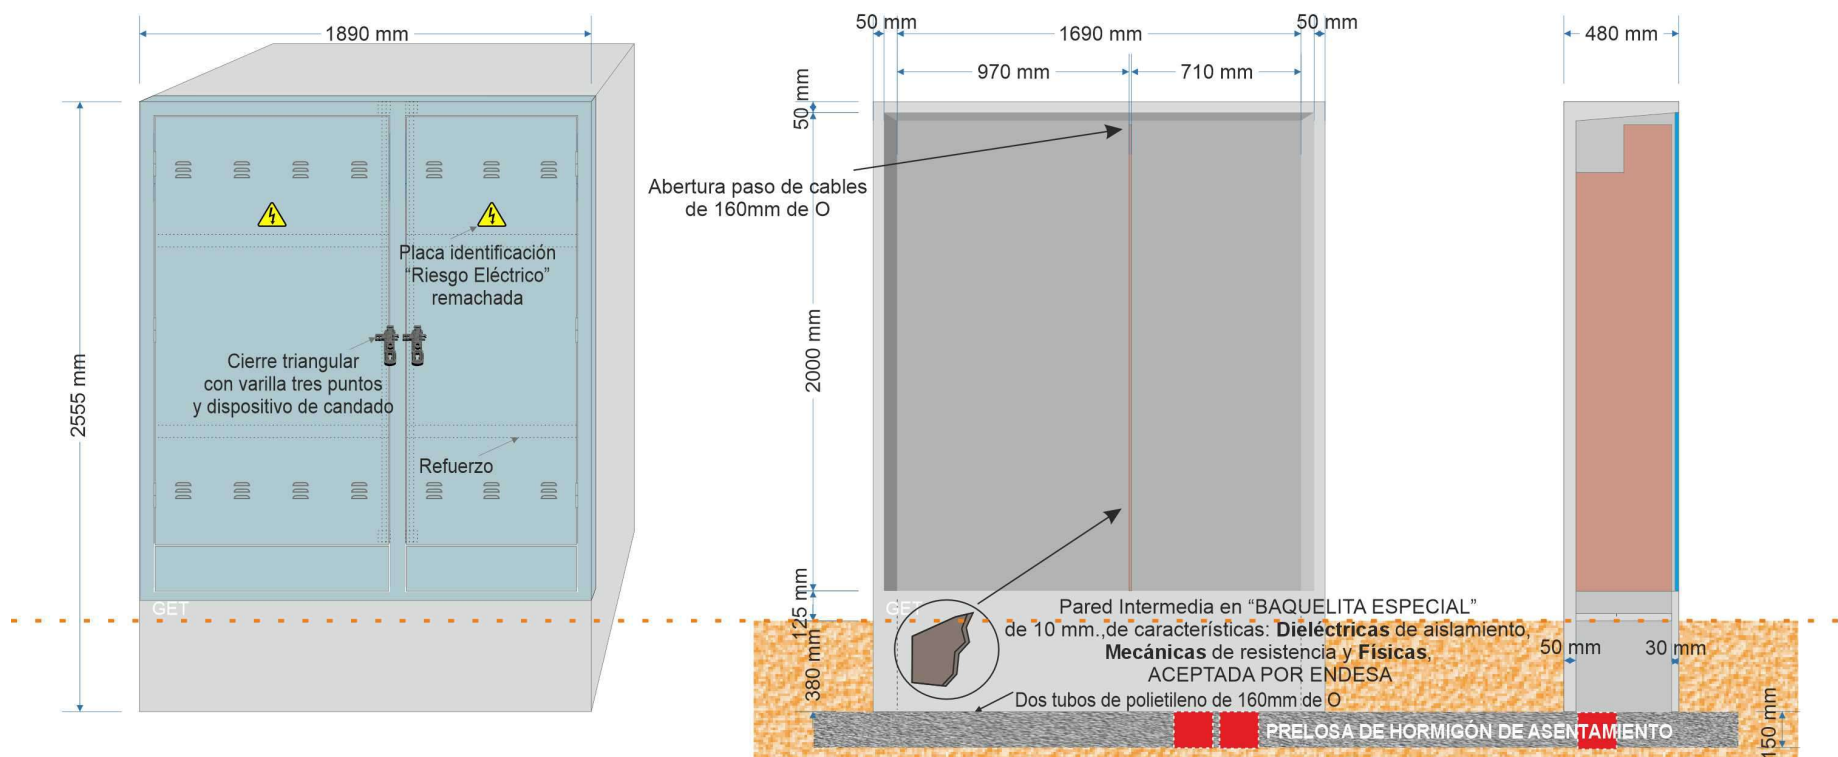 1890 mm
2555 mm
Placa identificación
“Riesgo Eléctrico”
remachada
Cierre triangular
con varilla tres puntos
y dispositivo de candado
Refuerzo
GET
50 mm
1690 mm
50 mm
970 mm
710 mm
50 mm
Abertura paso de cables
de 160mm de O
2000 mm
125 mm
380 mm
GET
Pared Intermedia en “BAQUELITA ESPECIAL”
de 10 mm.,de características: Dieléctricas de aislamiento,
Mecánicas de resistencia y Físicas,
ACEPTADA POR ENDESA
Dos tubos de polietileno de 160mm de O
PRELOSA DE HORMIGÓN DE ASENTAMIENTO
480 mm
50 mm
30 mm
150 mm